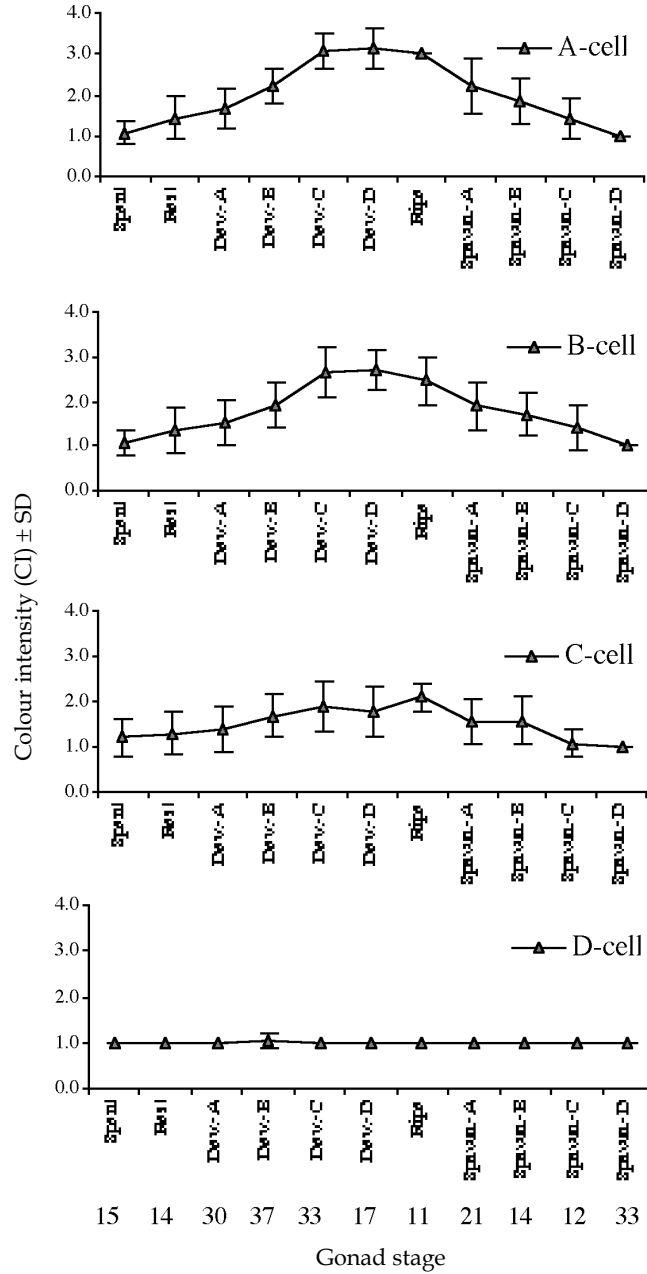 4.0
A-cell
3.0
2.0
1.0
0.0
Spent
Rest
Dev.-A
Dev.-E
Dev.-C
Dev.-D
Ripe
Spawn-A
Spawn-E
Spawn-C
Spawn-D
4.0
B-cell
3.0
2.0
1.0
0.0
Spent
Rest
Dev.-A
Dev.-E
Dev.-C
Dev.-D
Ripe
Spawn-A
Spawn-E
Spawn-C
Spawn-D
Colour intensity (CI) ± SD
4.0
C-cell
3.0
2.0
1.0
0.0
Spent
Rest
Dev.-A
Dev.-E
Dev.-C
Dev.-D
Ripe
Spawn-A
Spawn-E
Spawn-C
Spawn-D
4.0
D-cell
3.0
2.0
1.0
0.0
Spent
Rest
Dev.-A
Dev.-E
Dev.-C
Dev.-D
Ripe
Spawn-A
Spawn-E
Spawn-C
Spawn-D
15 14 30 37 33 17 11 21 14 12 33
Gonad stage